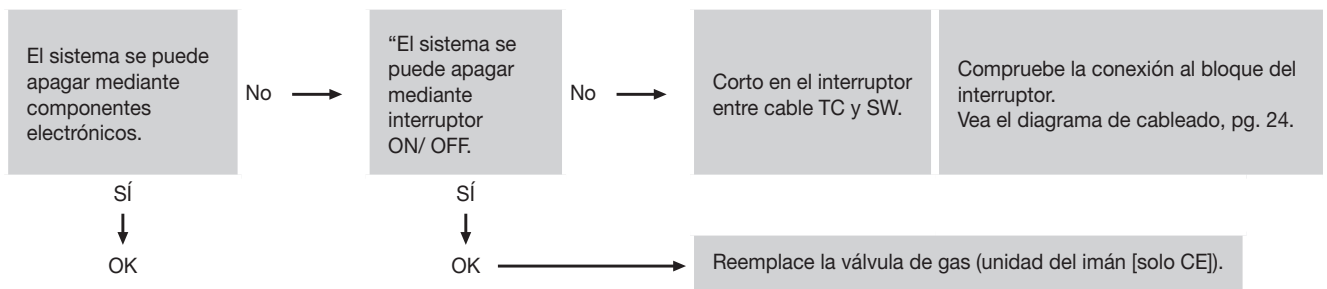 El sistema se puede
apagar mediante
componentes
electrónicos.
No
“El sistema se
puede apagar
mediante
interruptor
ON/ OFF.
No
Corto en el interruptor
entre cable TC y SW.
Compruebe la conexión al bloque del
interruptor.
Vea el diagrama de cableado, pg. 24.
SÍ
SÍ
OK
OK
Reemplace la válvula de gas (unidad del imán [solo CE]).